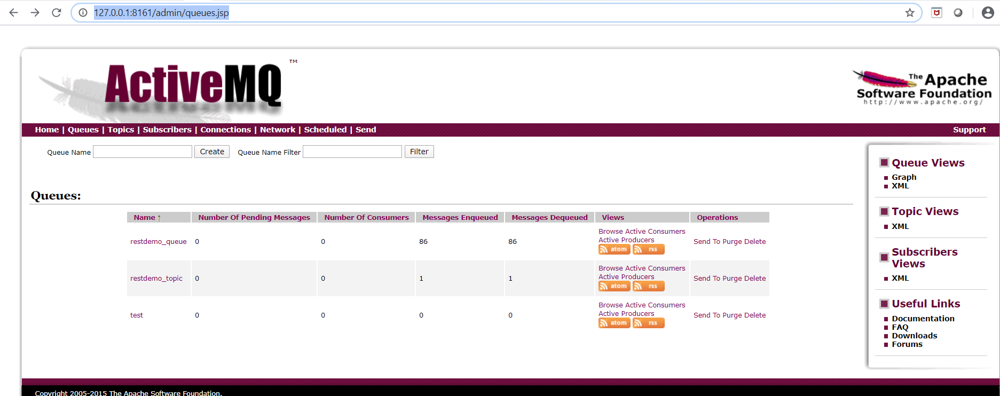 127.0.0.1:8161/admin/queues.jsp
ActiveMQ ™
The Apache
Software Foundation
http://www.apache.org/
Home | Queues | Topics | Subscribers | Connections | Network | Scheduled | Send Support
Queue Name Create Queue Name Filter Filter
Queues:
Name ↑ Number Of Pending Messages Number Of Consumers Messages Enqueued Messages Dequeued Views Operations
restdemo_queue 0 0 86 86 Browse Active Consumers
Active Producers
atom rss
Send To Purge Delete
restdemo_topic 0 0 1 1 Browse Active Consumers
Active Producers
atom rss
Send To Purge Delete
test 0 0 0 0 Browse Active Consumers
Active Producers
atom rss
Send To Purge Delete
Queue Views
Graph
XML
Topic Views
XML
Subscribers
Views
XML
Useful Links
Documentation
FAQ
Downloads
Forums
Copyright 2005-2015 The Apache Software Foundation.